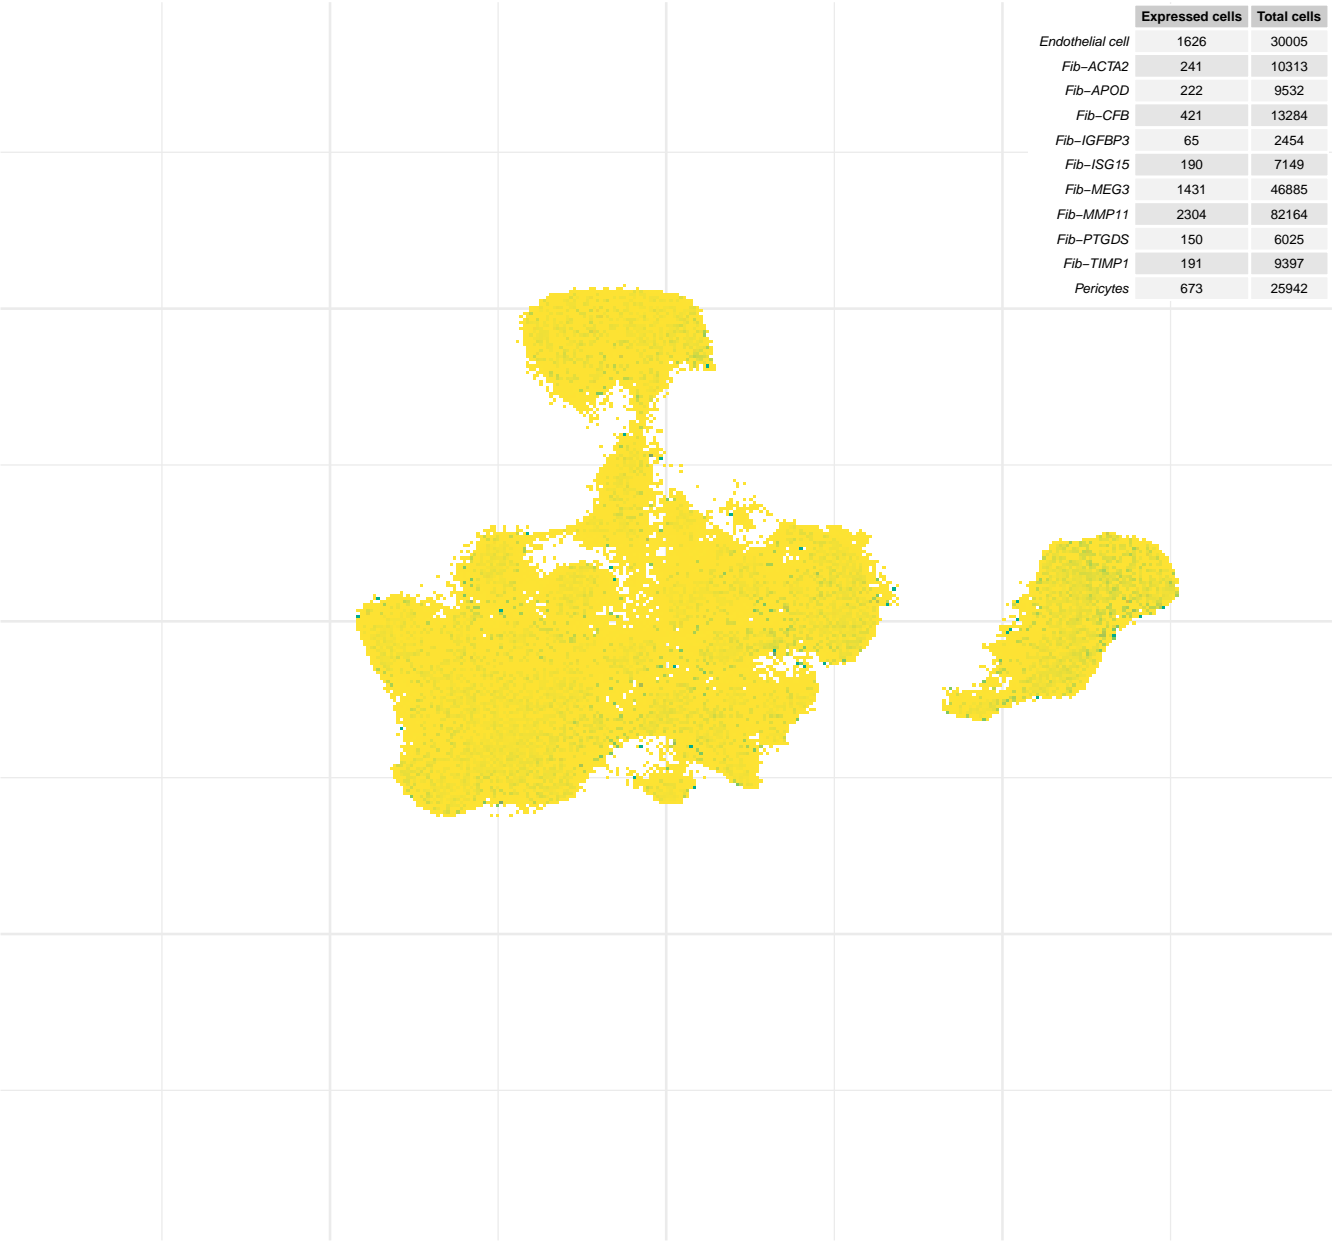 Expressed cells Total cells
Endothelial cell 1626 30005
Fib−ACTA2 241 10313
Fib−APOD 222 9532
Fib−CFB 421 13284
Fib−IGFBP3 65 2454
Fib−ISG15 190 7149
Fib−MEG3 1431 46885
Fib−MMP11 2304 82164
Fib−PTGDS 150 6025
Fib−TIMP1 191 9397
Pericytes 673 25942